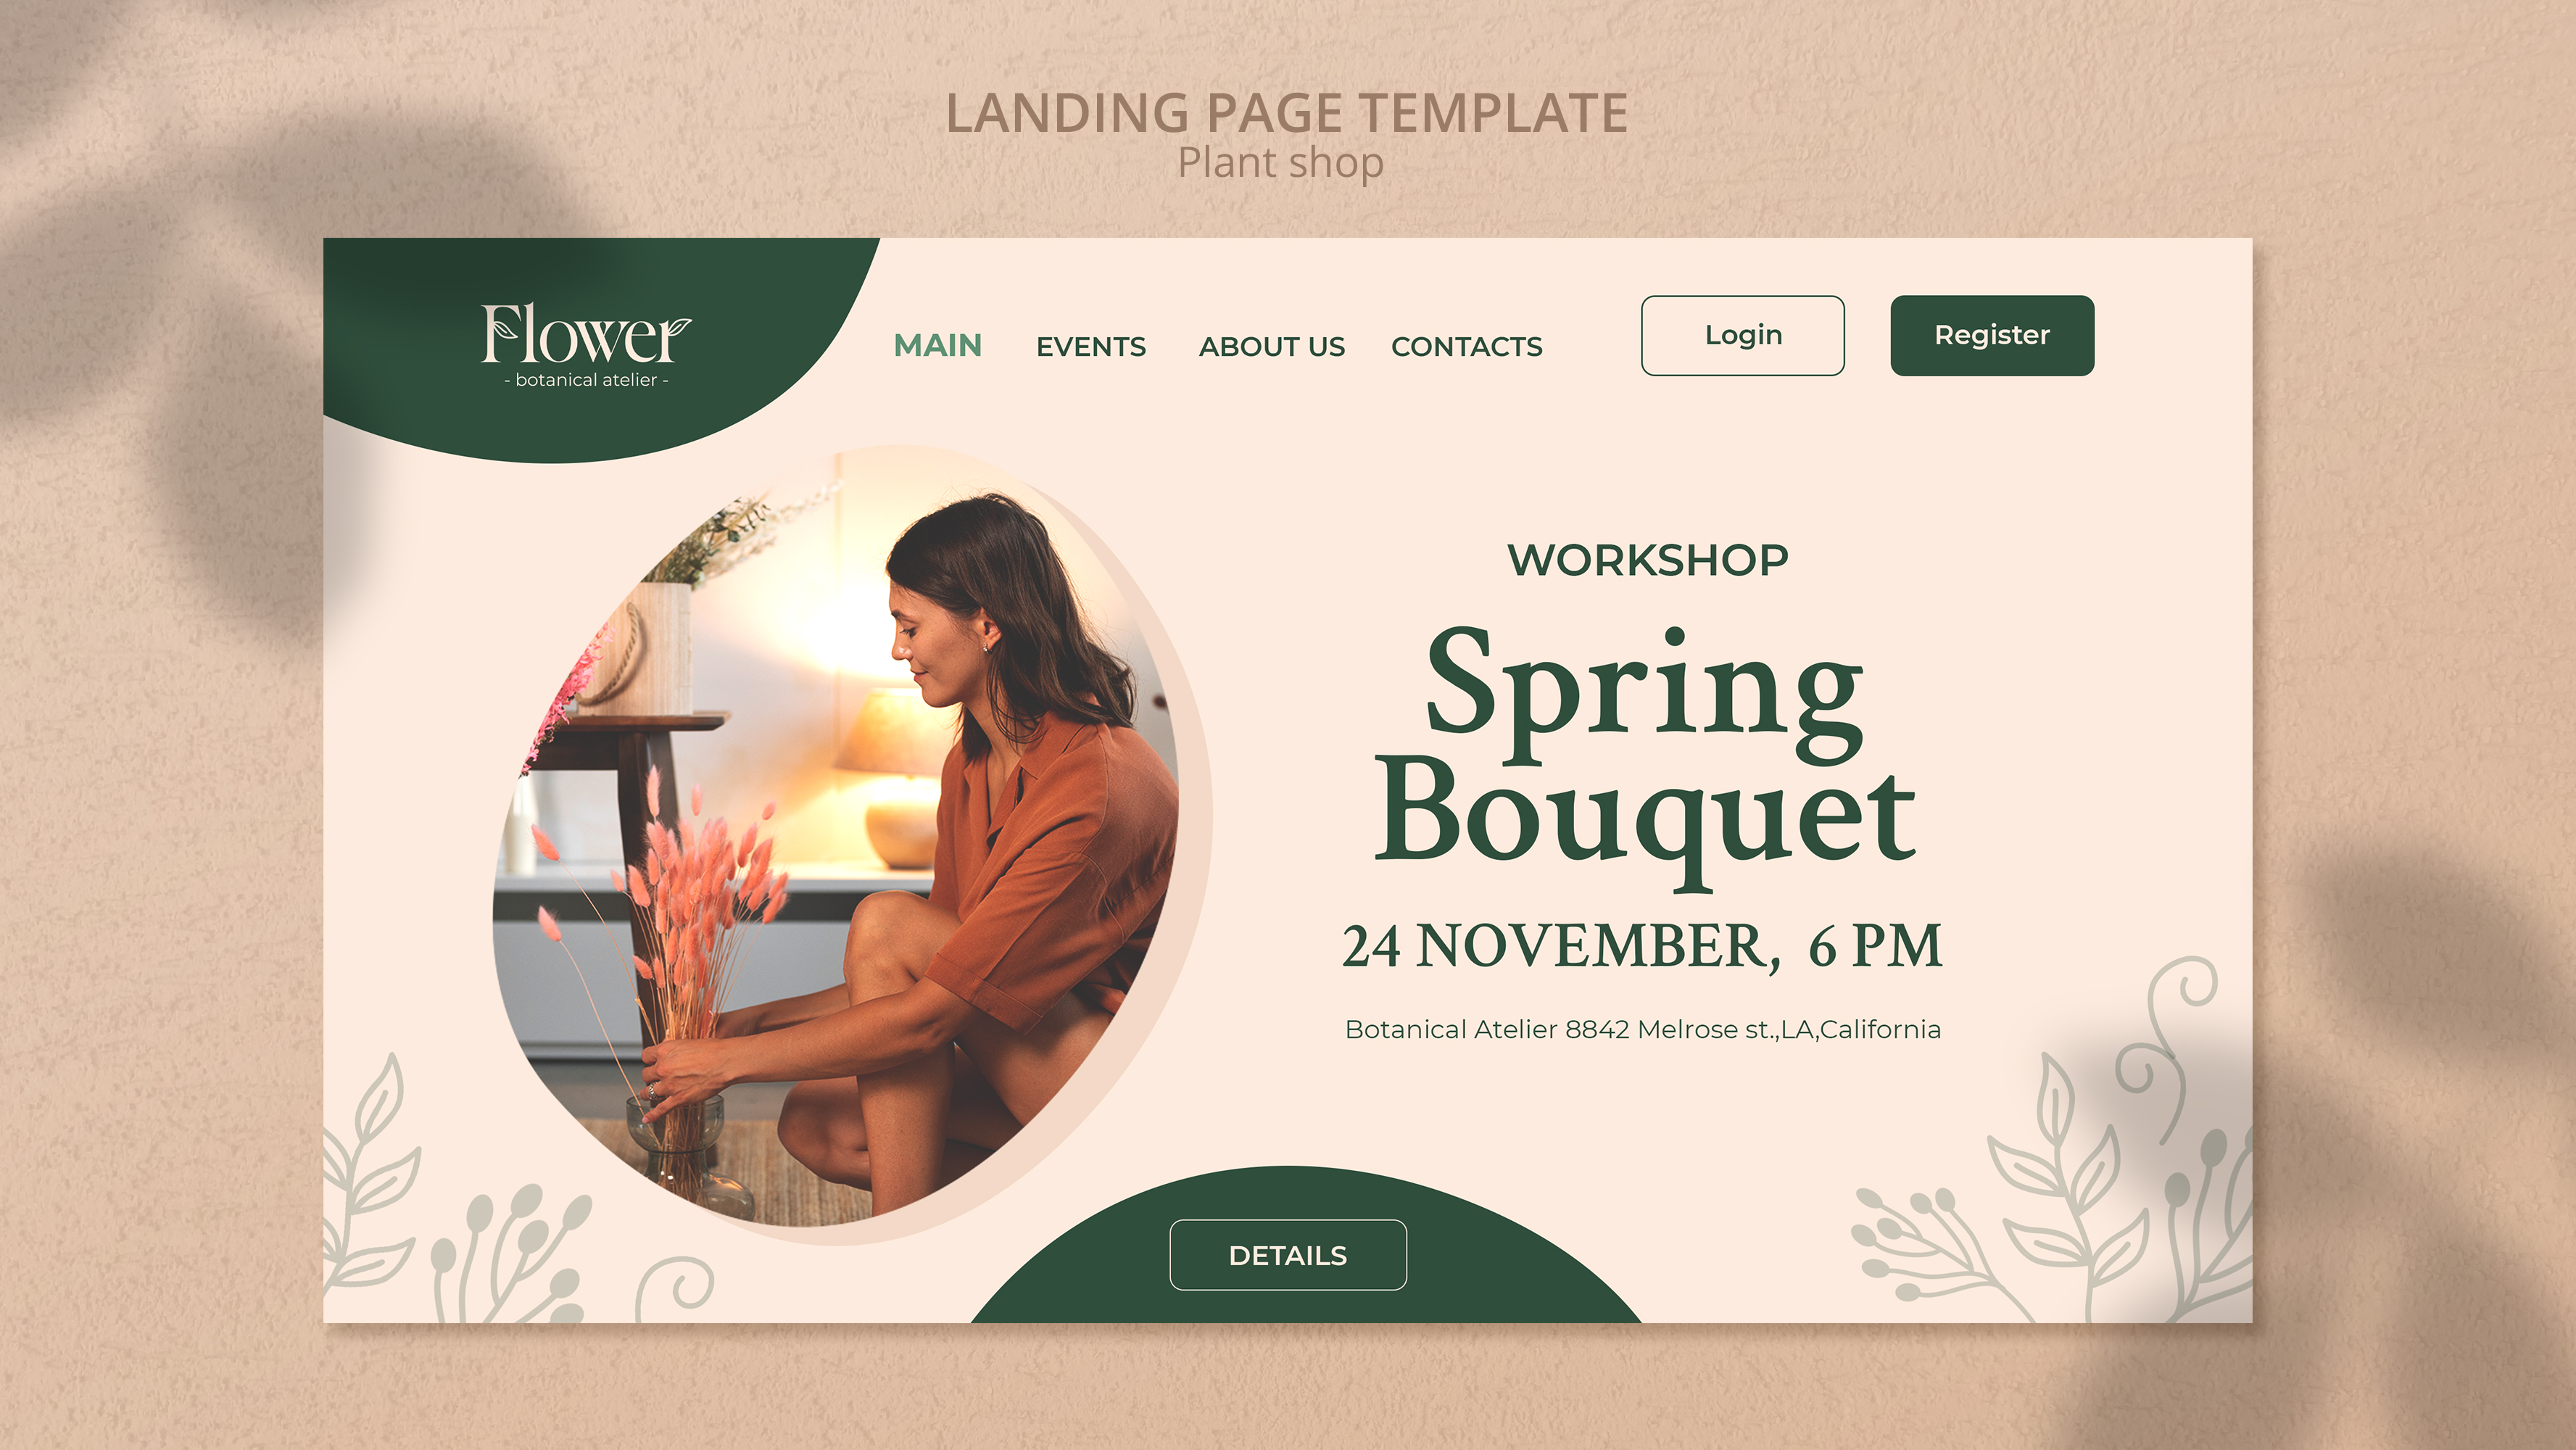 LANDING PAGE TEMPLATE
Plant shop
Flower
- botanical atelier -
MAIN EVENTS ABOUT US CONTACTS Login Register
WORKSHOP
Spring
Bouquet
24 NOVEMBER, 6 PM
Botanical Atelier 8842 Melrose st.,LA,California
DETAILS